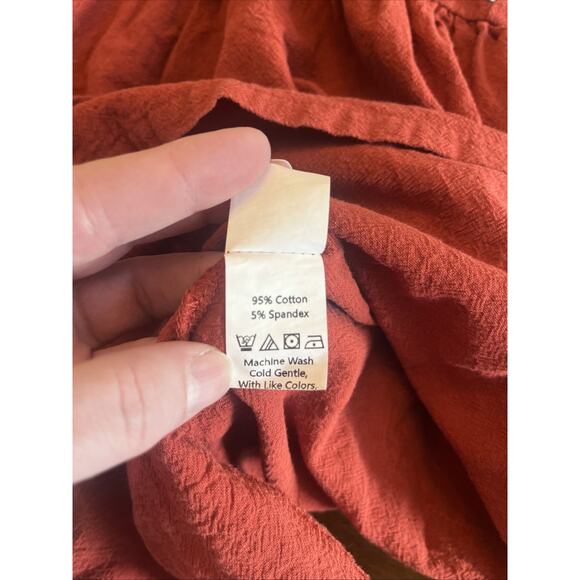 95% Cotton
5% Spandex
Machine Wash
Cold Gentle,
With Like Colors.